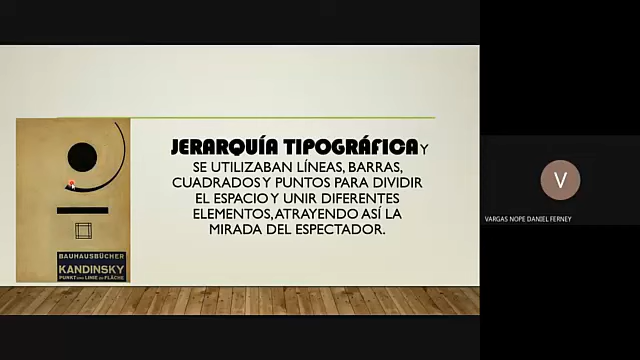 JERARQUÍA TIPOGRÁFICA Y
SE UTILIZABAN LÍNEAS, BARRAS,
CUADRADOS Y PUNTOS PARA DIVIDIR
EL ESPACIO Y UNIR DIFERENTES
ELEMENTOS, ATRAYENDO ASÍ LA
MIRADA DEL ESPECTADOR.
BAUHAUSBÜCHER
KANDINSKY
PUNKT UND LINIE ZU FLÄCHE
V
VARGAS NOPE DANIEL FERNEY